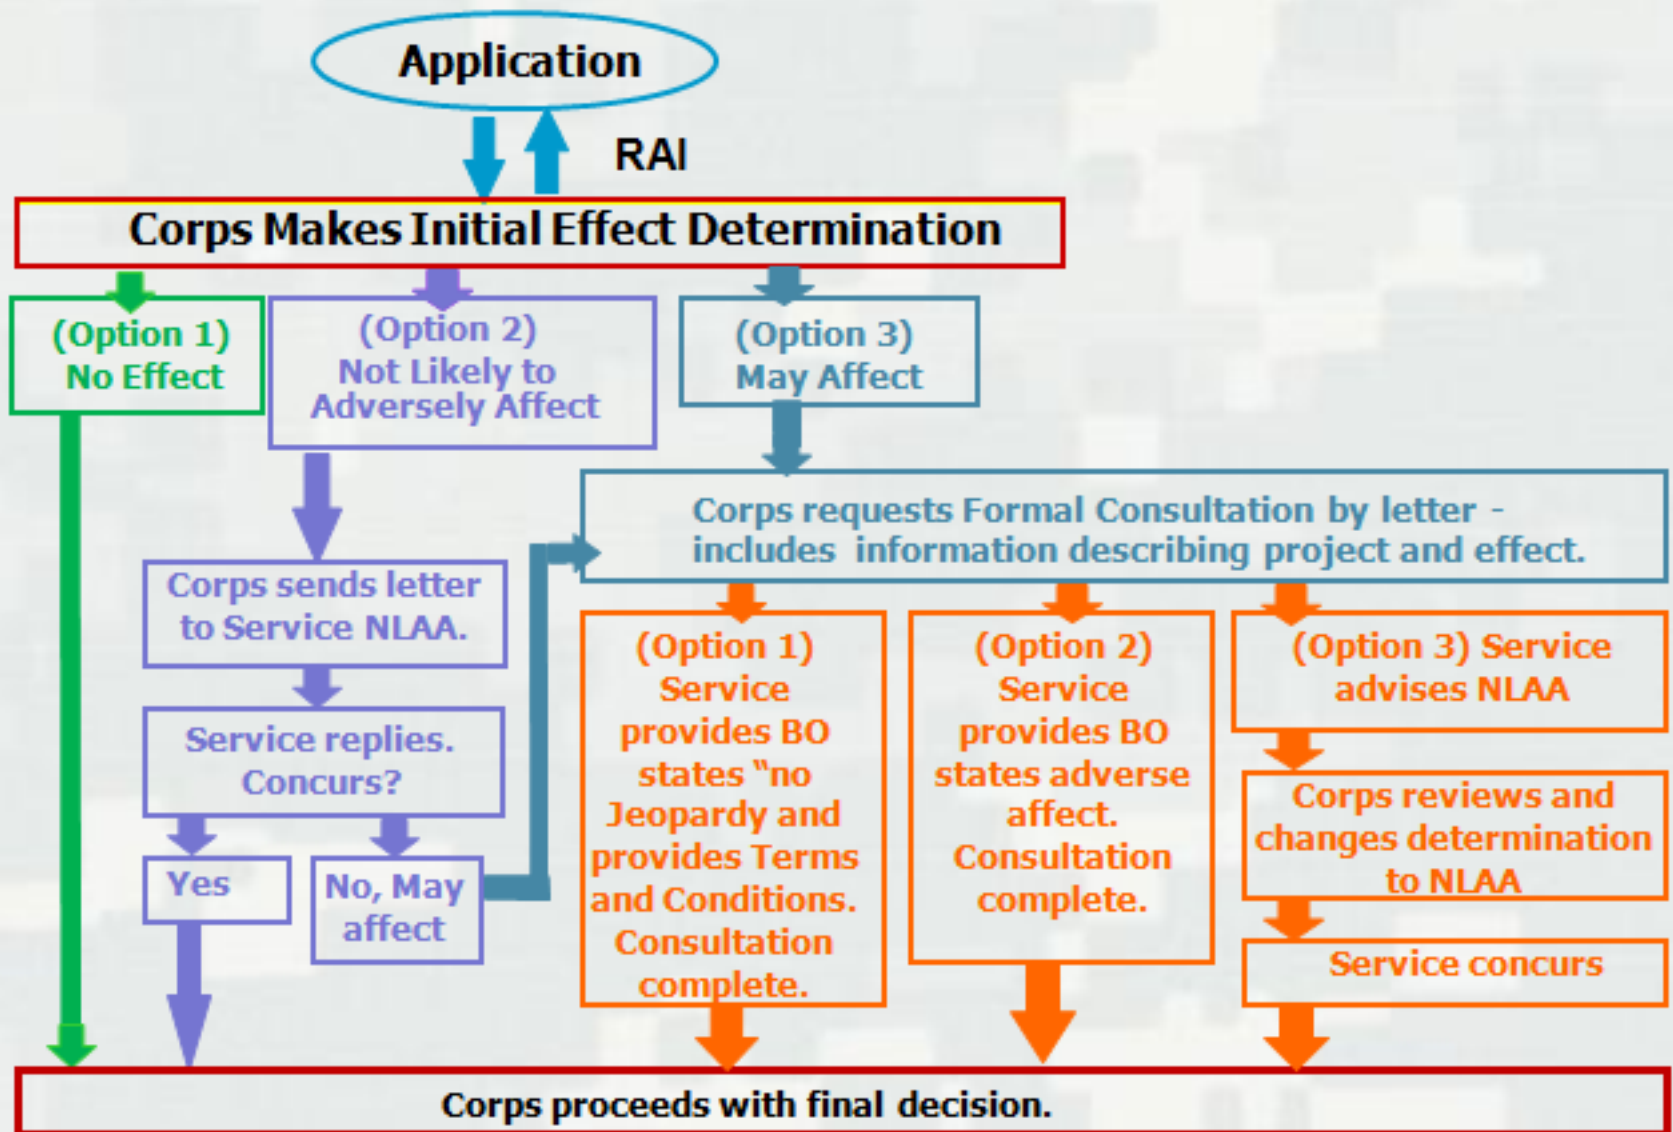 Application
RAI
Corps Makes Initial Effect Determination
(Option 1)
No Effect
(Option 2)
Not Likely to
Adversely Affect
(Option 3)
May Affect
Corps requests Formal Consultation by letter -
includes information describing project and effect.
Corps sends letter
to Service NLAA.
Service replies.
Concurs?
Yes
No, May
affect
(Option 1)
Service
provides BO
states “no
Jeopardy and
provides Terms
and Conditions.
Consultation
complete.
(Option 2)
Service
provides BO
states adverse
affect.
Consultation
complete.
(Option 3) Service
advises NLAA
Corps reviews and
changes determination
to NLAA
Service concurs
Corps proceeds with final decision.